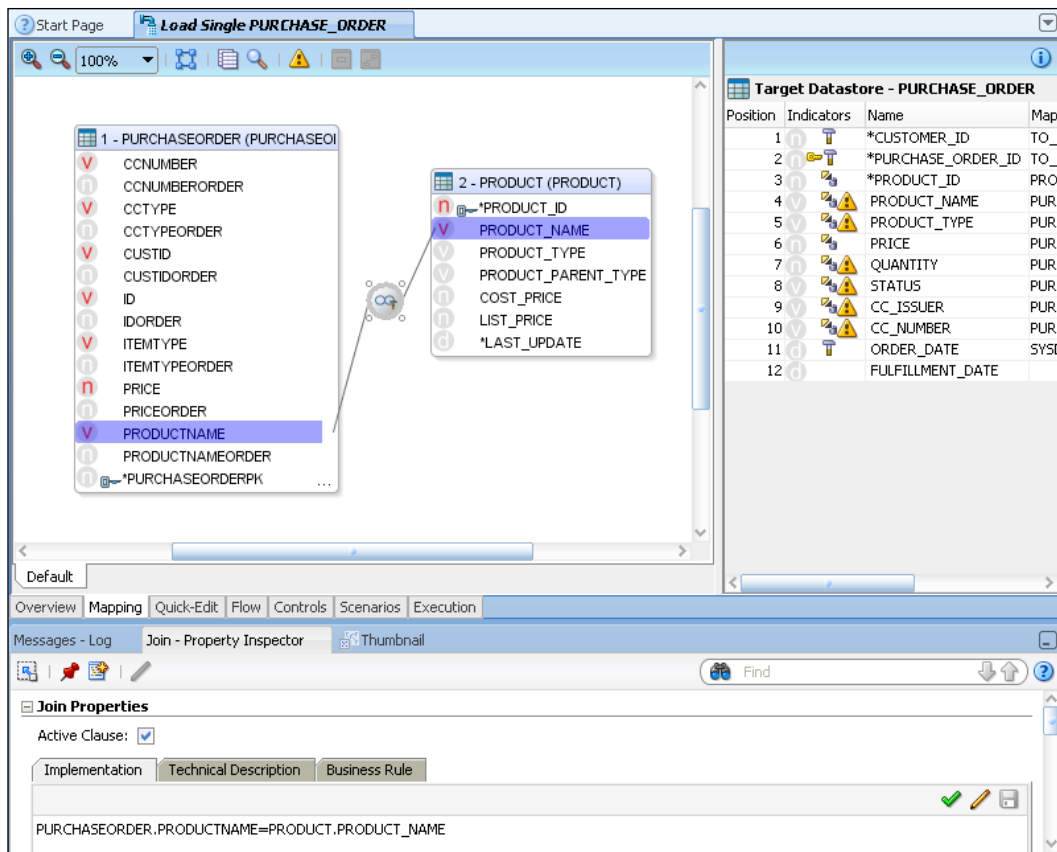 Start Page
Load Single PURCHASE_ORDER
100%
1 - PURCHASEORDER (PURCHASEOI
v CCNUMBER
n CCNUMBERORDER
v CCTYPE
n CCTYPEORDER
v CUSTID
n CUSTIDORDER
v ID
n IDORDER
v ITEMTYPE
n ITEMTYPEORDER
n PRICE
n PRICEORDER
v PRODUCTNAME
n PRODUCTNAMEORDER
n *PURCHASEORDERPK ...
2 - PRODUCT (PRODUCT)
n *PRODUCT_ID
v PRODUCT_NAME
v PRODUCT_TYPE
v PRODUCT_PARENT_TYPE
n COST_PRICE
n LIST_PRICE
d *LAST_UPDATE
Default
Target Datastore - PURCHASE_ORDER
Position Indicators Name Map
1 n *CUSTOMER_ID TO_
2 n *PURCHASE_ORDER_ID TO_
3 n *PRODUCT_ID PRO
4 v PRODUCT_NAME PUR
5 v PRODUCT_TYPE PUR
6 n PRICE PUR
7 n QUANTITY PUR
8 v STATUS PUR
9 v CC_ISSUER PUR
10 v CC_NUMBER PUR
11 d ORDER_DATE SYSD
12 d FULFILLMENT_DATE
Overview Mapping Quick-Edit Flow Controls Scenarios Execution
Messages - Log Join - Property Inspector Thumbnail
Find
Join Properties
Active Clause:
Implementation Technical Description Business Rule
PURCHASEORDER.PRODUCTNAME=PRODUCT.PRODUCT_NAME